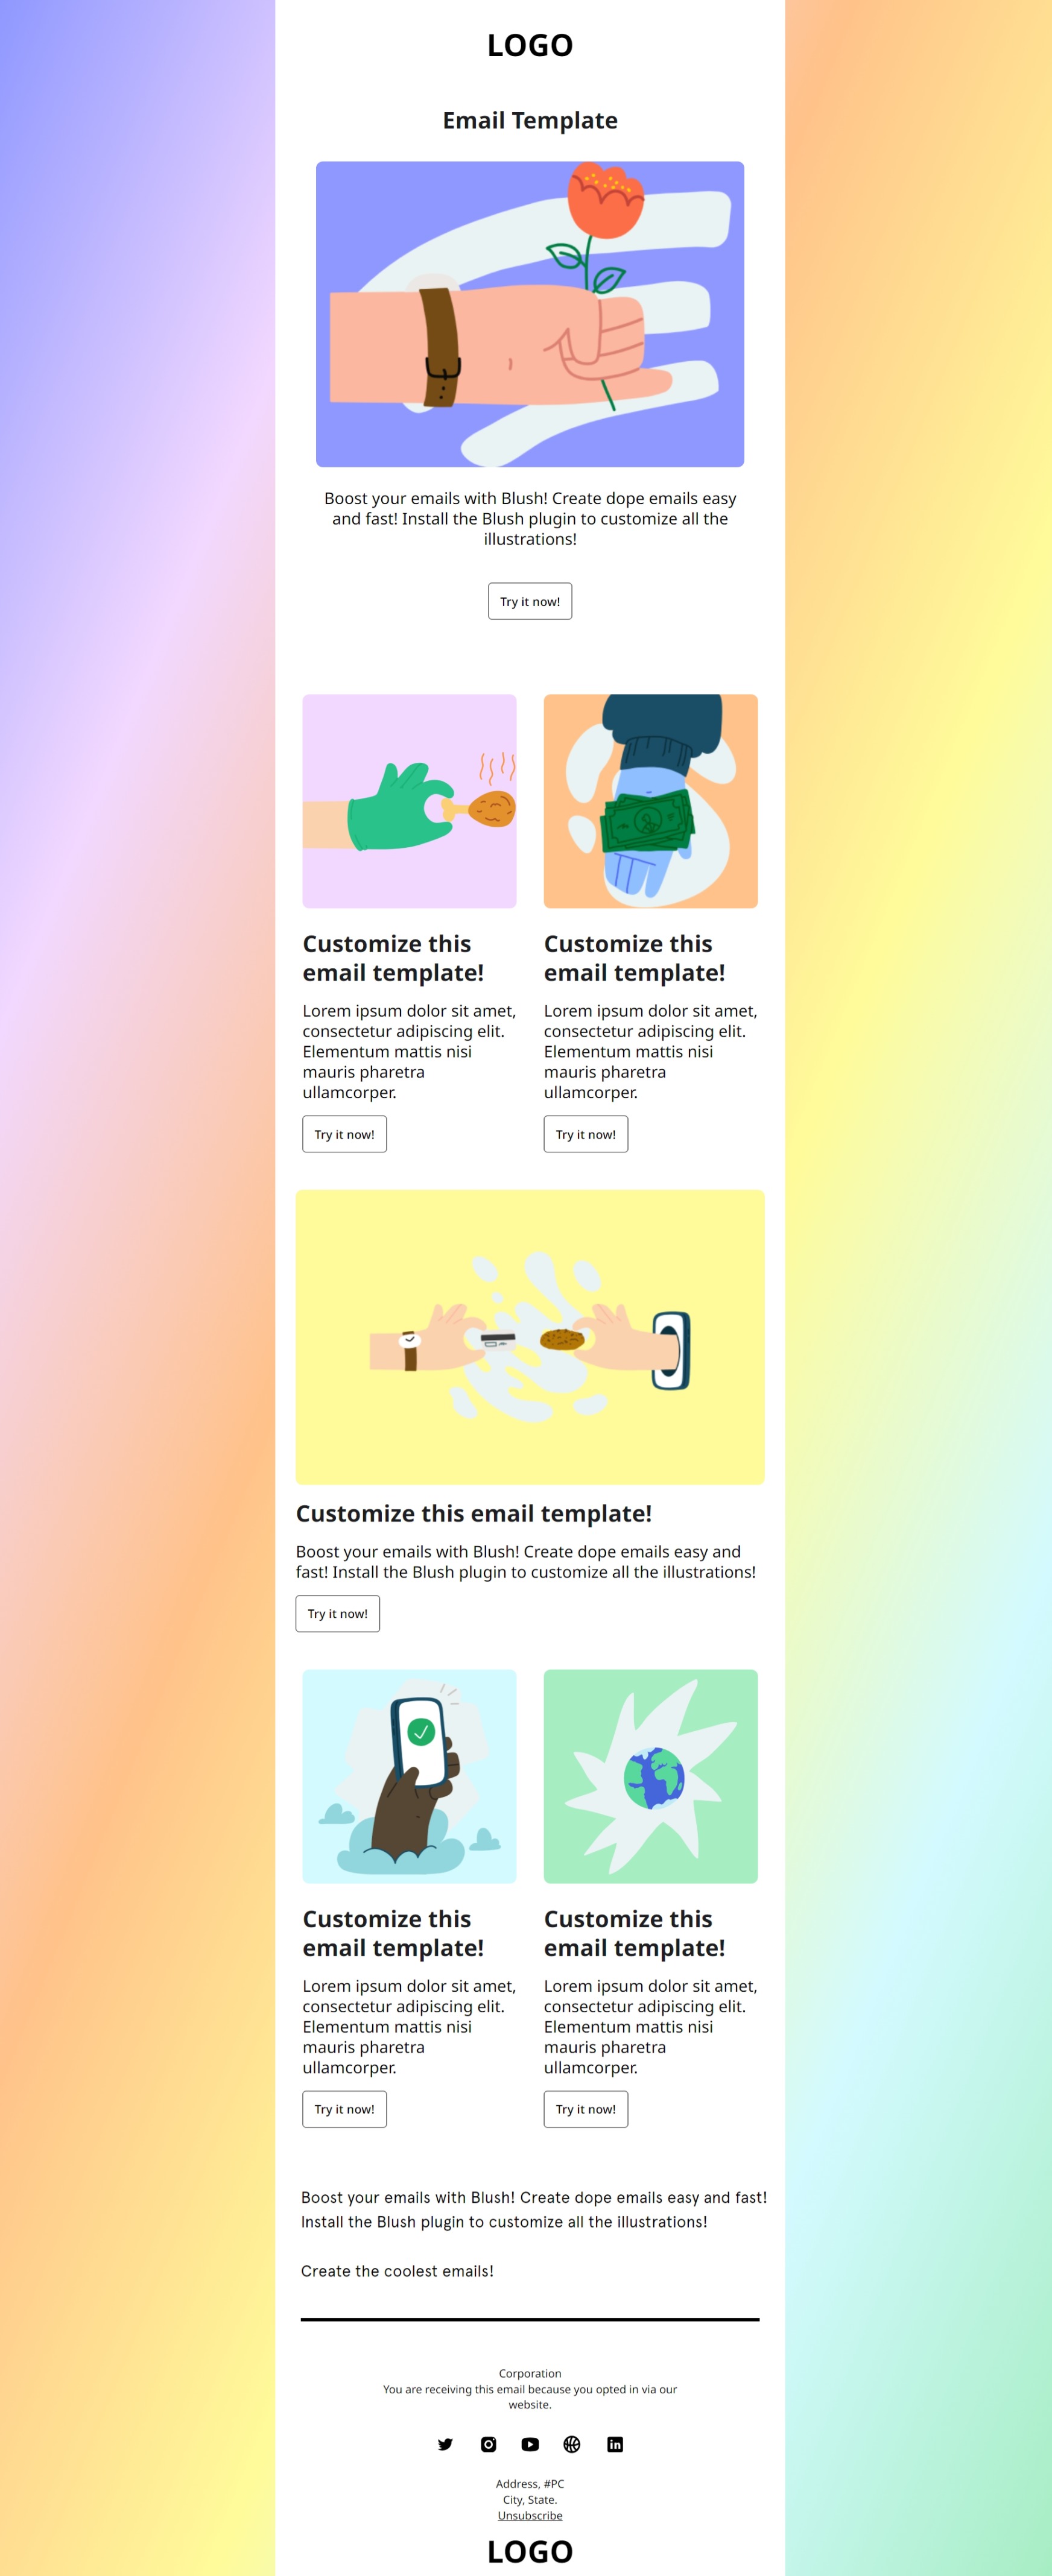 LOGO
Email Template
Boost your emails with Blush! Create dope emails easy
and fast! Install the Blush plugin to customize all the
illustrations!
Try it now!
Customize this
email template!
Lorem ipsum dolor sit amet,
consectetur adipiscing elit.
Elementum mattis nisi
mauris pharetra
ullamcorper.
Try it now!
Customize this
email template!
Lorem ipsum dolor sit amet,
consectetur adipiscing elit.
Elementum mattis nisi
mauris pharetra
ullamcorper.
Try it now!
Customize this email template!
Boost your emails with Blush! Create dope emails easy and
fast! Install the Blush plugin to customize all the illustrations!
Try it now!
Customize this
email template!
Lorem ipsum dolor sit amet,
consectetur adipiscing elit.
Elementum mattis nisi
mauris pharetra
ullamcorper.
Try it now!
Customize this
email template!
Lorem ipsum dolor sit amet,
consectetur adipiscing elit.
Elementum mattis nisi
mauris pharetra
ullamcorper.
Try it now!
Boost your emails with Blush! Create dope emails easy and fast!
Install the Blush plugin to customize all the illustrations!
Create the coolest emails!
Corporation
You are receiving this email because you opted in via our
website.
Address, #PC
City, State.
Unsubscribe
LOGO